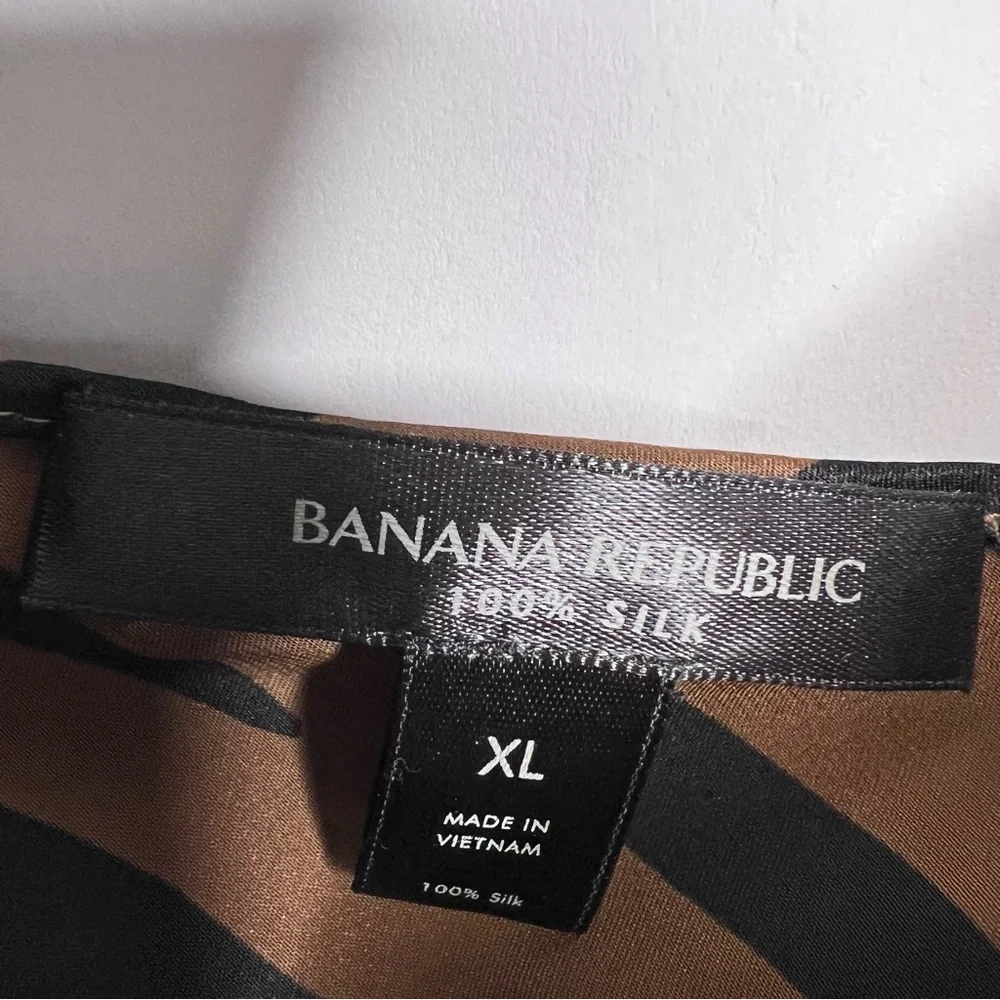 BANANA REPUBLIC
100% SILK
XL
MADE IN
VIETNAM
100% Silk